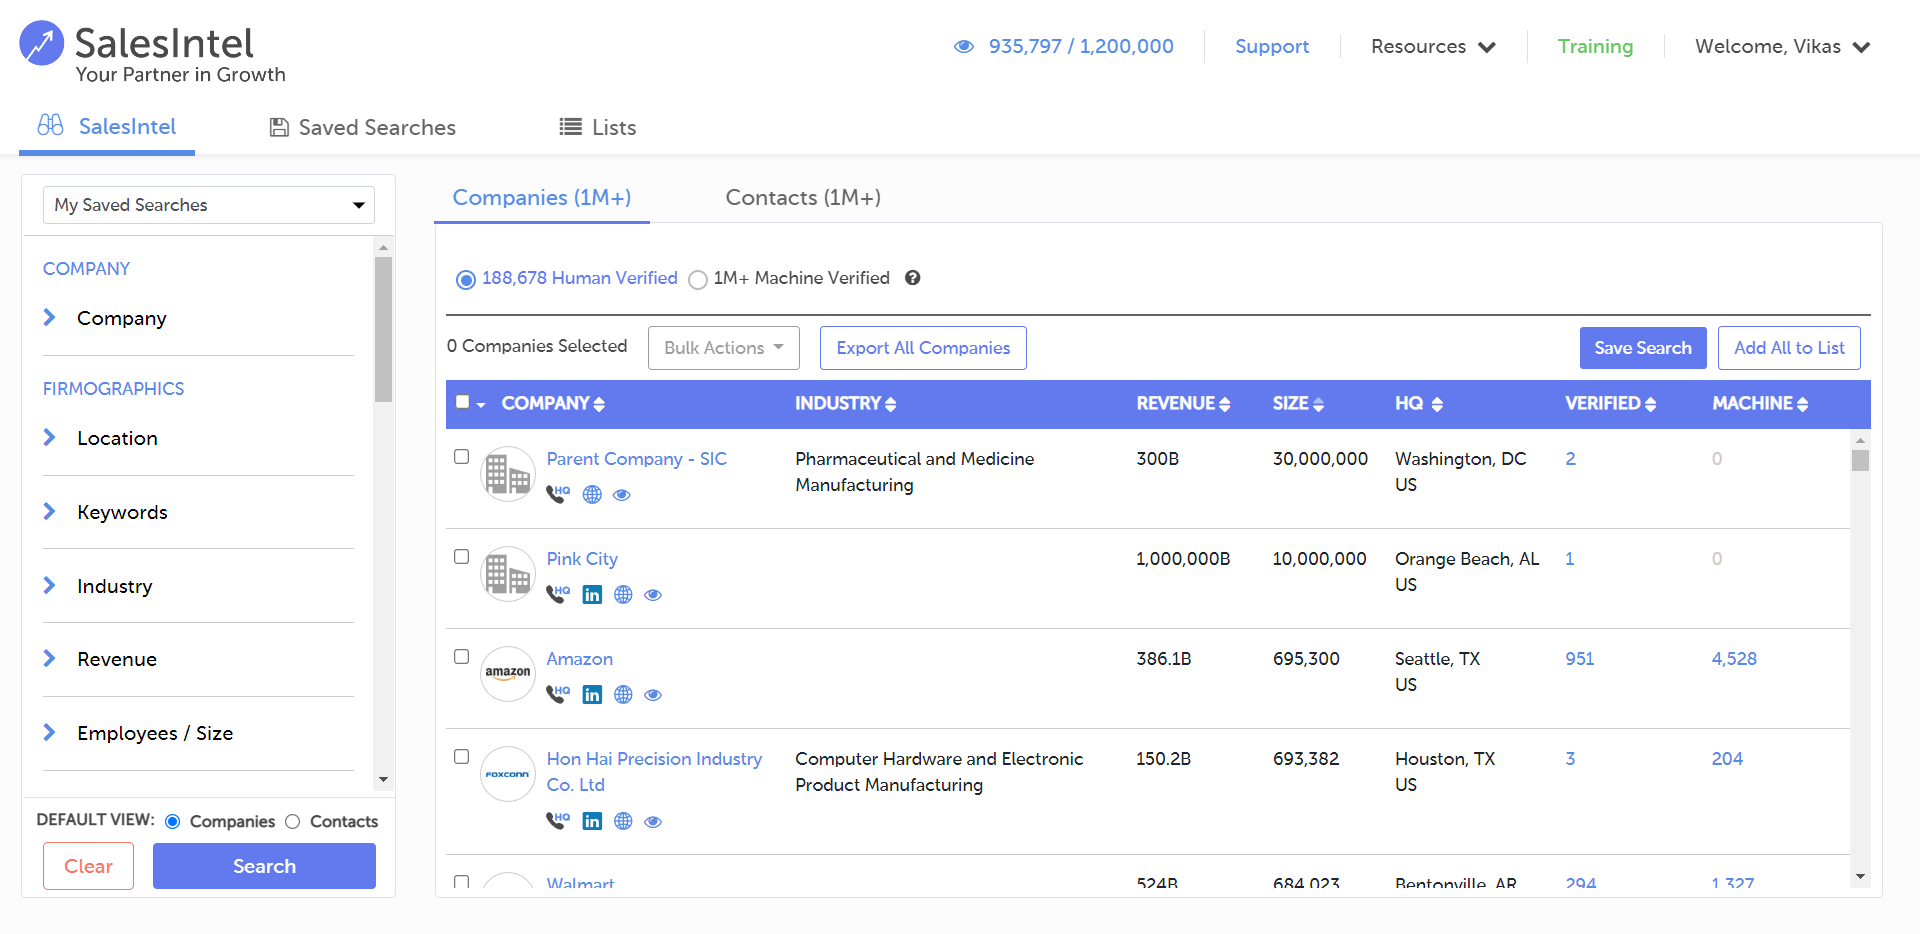 SalesIntel
Your Partner in Growth
935,797 / 1,200,000
Support
Resources
Training
Welcome, Vikas
SalesIntel
Saved Searches
Lists
My Saved Searches
COMPANY
Company
FIRMOGRAPHICS
Location
Keywords
Industry
Revenue
Employees / Size
DEFAULT VIEW: Companies Contacts
Clear
Search
Companies (1M+)
Contacts (1M+)
188,678 Human Verified 1M+ Machine Verified ?
0 Companies Selected Bulk Actions Export All Companies Save Search Add All to List
COMPANY INDUSTRY REVENUE SIZE HQ VERIFIED MACHINE
Parent Company - SIC Pharmaceutical and Medicine 300B 30,000,000 Washington, DC 2 0
Manufacturing US
HQ
Pink City 1,000,000B 10,000,000 Orange Beach, AL 1 0
US
HQ in
Amazon 386.1B 695,300 Seattle, TX 951 4,528
amazon
US
HQ in
Hon Hai Precision Industry Computer Hardware and Electronic 150.2B 693,382 Houston, TX 3 204
FOXCONN
Co. Ltd Product Manufacturing US
HQ in
Walmart 524B 684,023 Bentonville, AR 294 1,327